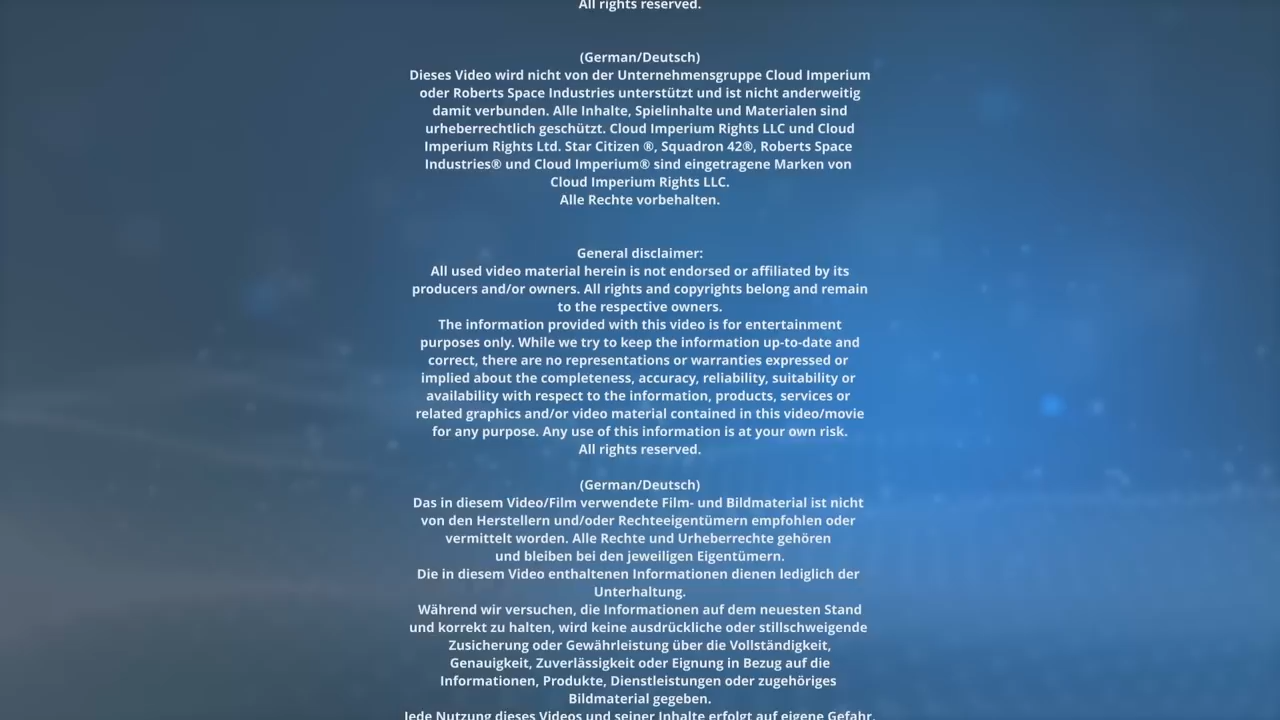 All rights reserved.
(German/Deutsch)
Dieses Video wird nicht von der Unternehmensgruppe Cloud Imperium
oder Roberts Space Industries unterstützt und ist nicht anderweitig
damit verbunden. Alle Inhalte, Spielinhalte und Materialen sind
urheberrechtlich geschützt. Cloud Imperium Rights LLC und Cloud
Imperium Rights Ltd. Star Citizen ®, Squadron 42®, Roberts Space
Industries® und Cloud Imperium® sind eingetragene Marken von
Cloud Imperium Rights LLC.
Alle Rechte vorbehalten.
General disclaimer:
All used video material herein is not endorsed or affiliated by its
producers and/or owners. All rights and copyrights belong and remain
to the respective owners.
The information provided with this video is for entertainment
purposes only. While we try to keep the information up-to-date and
correct, there are no representations or warranties expressed or
implied about the completeness, accuracy, reliability, suitability or
availability with respect to the information, products, services or
related graphics and/or video material contained in this video/movie
for any purpose. Any use of this information is at your own risk.
All rights reserved.
(German/Deutsch)
Das in diesem Video/Film verwendete Film- und Bildmaterial ist nicht
von den Herstellern und/oder Rechteeigentümern empfohlen oder
vermittelt worden. Alle Rechte und Urheberrechte gehören
und bleiben bei den jeweiligen Eigentümern.
Die in diesem Video enthaltenen Informationen dienen lediglich der
Unterhaltung.
Während wir versuchen, die Informationen auf dem neuesten Stand
und korrekt zu halten, wird keine ausdrückliche oder stillschweigende
Zusicherung oder Gewährleistung über die Vollständigkeit,
Genauigkeit, Zuverlässigkeit oder Eignung in Bezug auf die
Informationen, Produkte, Dienstleistungen oder zugehöriges
Bildmaterial gegeben.
Jede Nutzung dieses Videos und seiner Inhalte erfolgt auf eigene Gefahr.